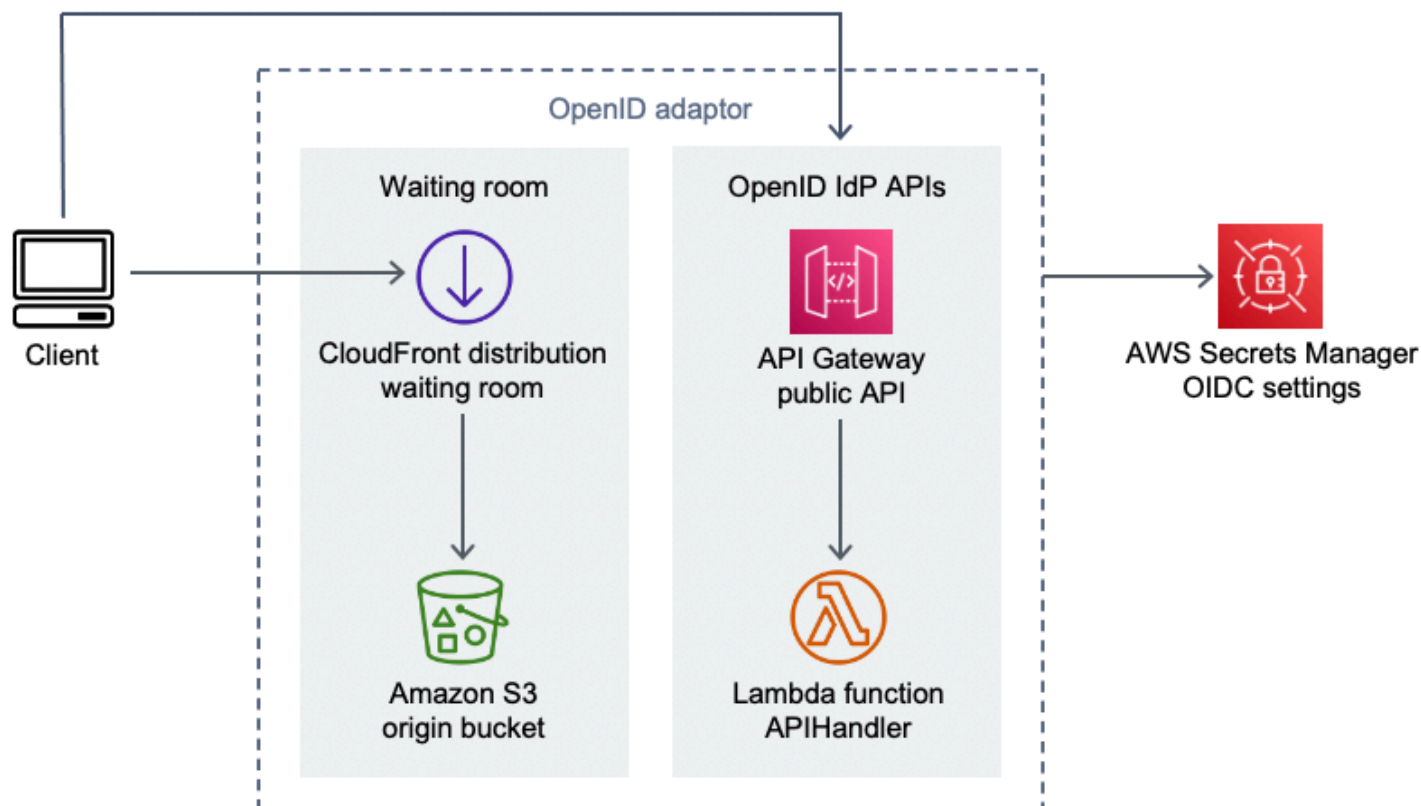 OpenID adaptor
Waiting room
OpenID IdP APIs
</>
Client
CloudFront distribution
waiting room
API Gateway
public API
AWS Secrets Manager
OIDC settings
Amazon S3
origin bucket
Lambda function
APIHandler